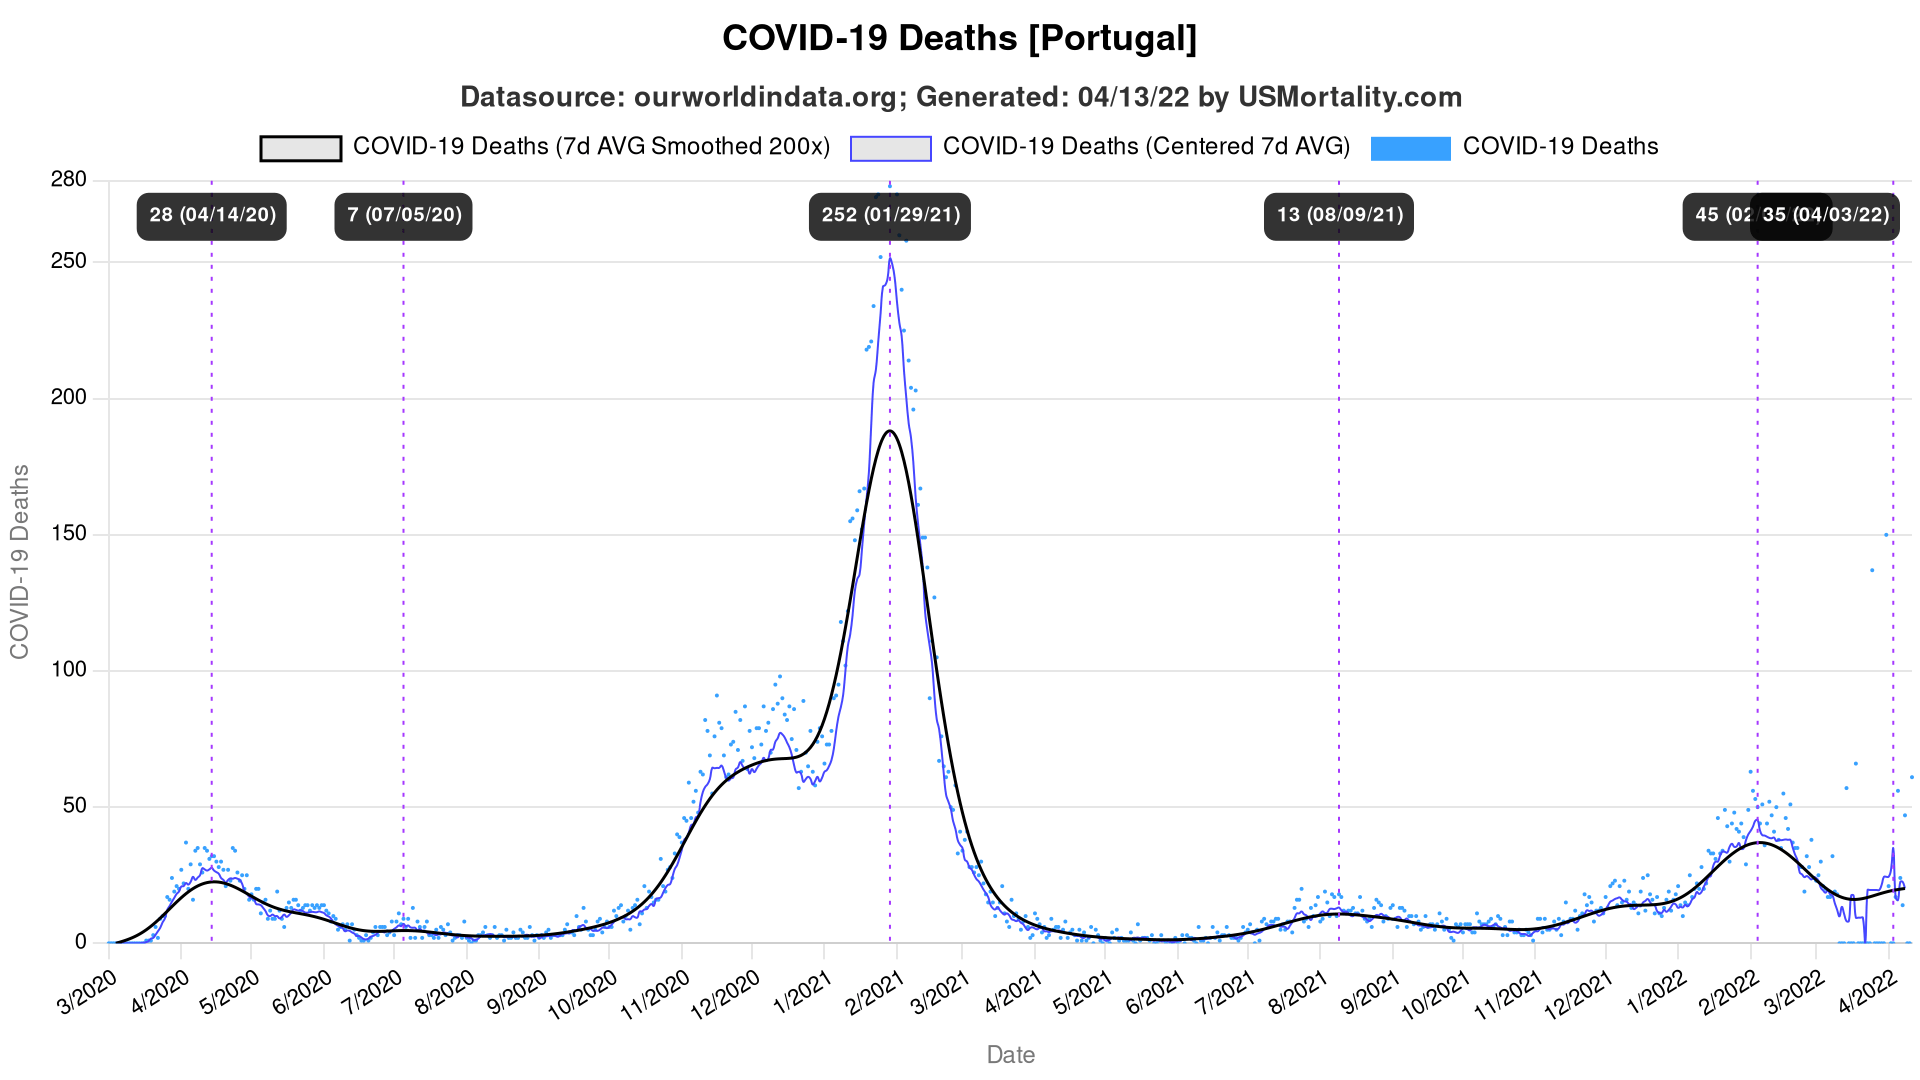 COVID-19 Deaths [Portugal]
Datasource: ourworldindata.org; Generated: 04/13/22 by USMortality.com
COVID-19 Deaths (7d AVG Smoothed 200x) COVID-19 Deaths (Centered 7d AVG) COVID-19 Deaths
280
28 (04/14/20) 7 (07/05/20) 252 (01/29/21) 13 (08/09/21) 45 (02 35 (04/03/22)
250
200
150
100
50
0
COVID-19 Deaths
3/2020 4/2020 5/2020 6/2020 7/2020 8/2020 9/2020 10/2020 11/2020 12/2020 1/2021 2/2021 3/2021 4/2021 5/2021 6/2021 7/2021 8/2021 9/2021 10/2021 11/2021 12/2021 1/2022 2/2022 3/2022 4/2022
Date